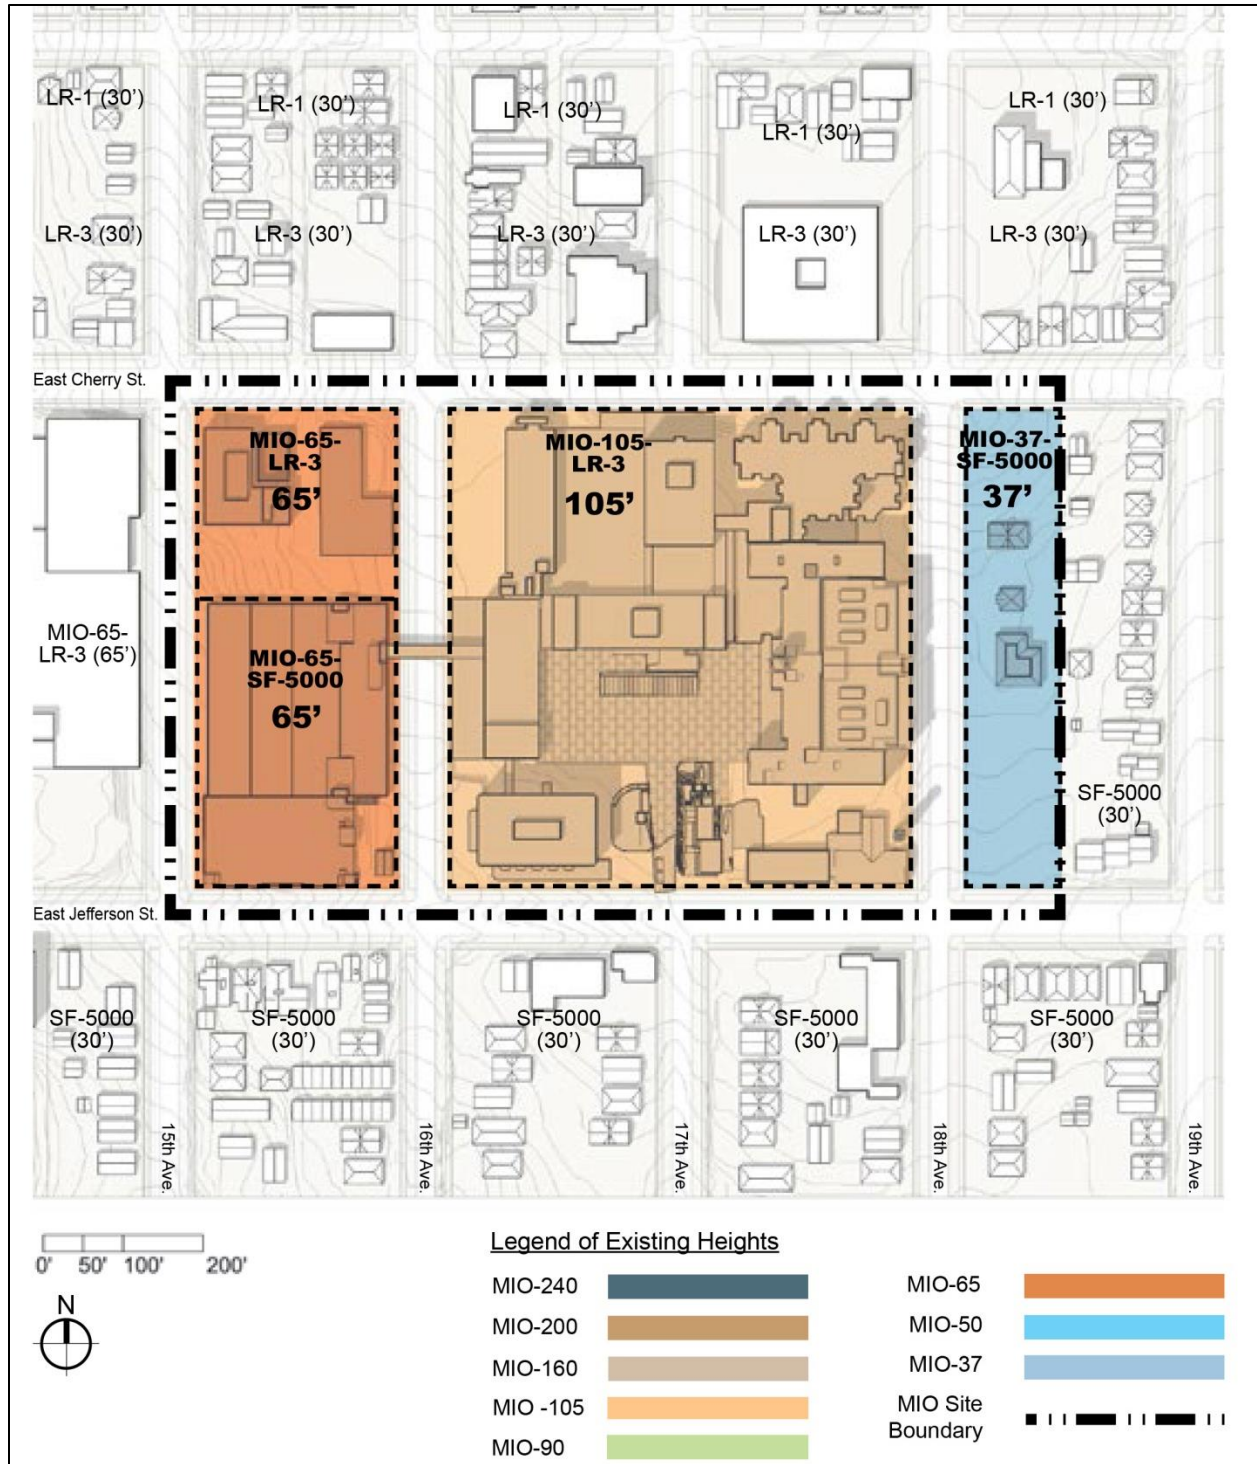 LR-1 (30')
LR-1 (30')
LR-1 (30')
LR-1 (30')
LR-1 (30')
LR-3 (30')
LR-3 (30')
LR-3 (30')
LR-3 (30')
LR-3 (30')
East Cherry St.
MIO-65-
LR-3
65'
MIO-105-
LR-3
105'
MIO-37-
SF-5000
37'
MIO-65-
LR-3 (65')
MIO-65-
SF-5000
65'
SF-5000
(30')
East Jefferson St.
SF-5000
(30')
SF-5000
(30')
SF-5000
(30')
SF-5000
(30')
SF-5000
(30')
15th Ave.
16th Ave.
17th Ave.
18th Ave.
19th Ave.
0' 50' 100' 200'
N
Legend of Existing Heights
MIO-240
MIO-200
MIO-160
MIO -105
MIO-90
MIO-65
MIO-50
MIO-37
MIO Site
Boundary